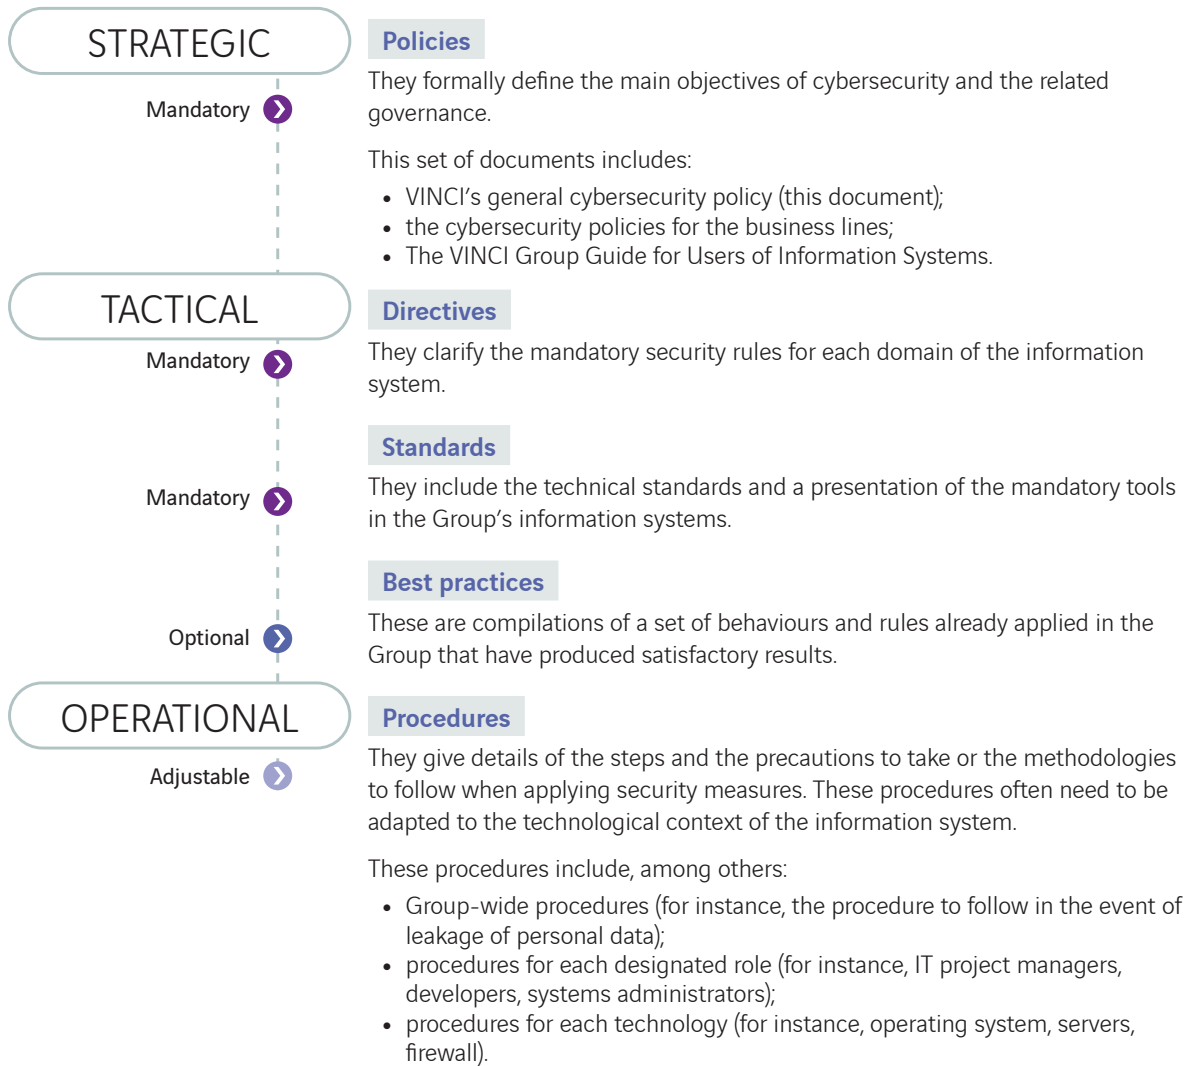 STRATEGIC
Policies
Mandatory
They formally define the main objectives of cybersecurity and the related
governance.
This set of documents includes:
• VINCI’s general cybersecurity policy (this document);
• the cybersecurity policies for the business lines;
• The VINCI Group Guide for Users of Information Systems.
TACTICAL
Directives
Mandatory
They clarify the mandatory security rules for each domain of the information
system.
Standards
Mandatory
They include the technical standards and a presentation of the mandatory tools
in the Group’s information systems.
Best practices
Optional
These are compilations of a set of behaviours and rules already applied in the
Group that have produced satisfactory results.
OPERATIONAL
Procedures
Adjustable
They give details of the steps and the precautions to take or the methodologies
to follow when applying security measures. These procedures often need to be
adapted to the technological context of the information system.
These procedures include, among others:
• Group-wide procedures (for instance, the procedure to follow in the event of
leakage of personal data);
• procedures for each designated role (for instance, IT project managers,
developers, systems administrators);
• procedures for each technology (for instance, operating system, servers,
firewall).